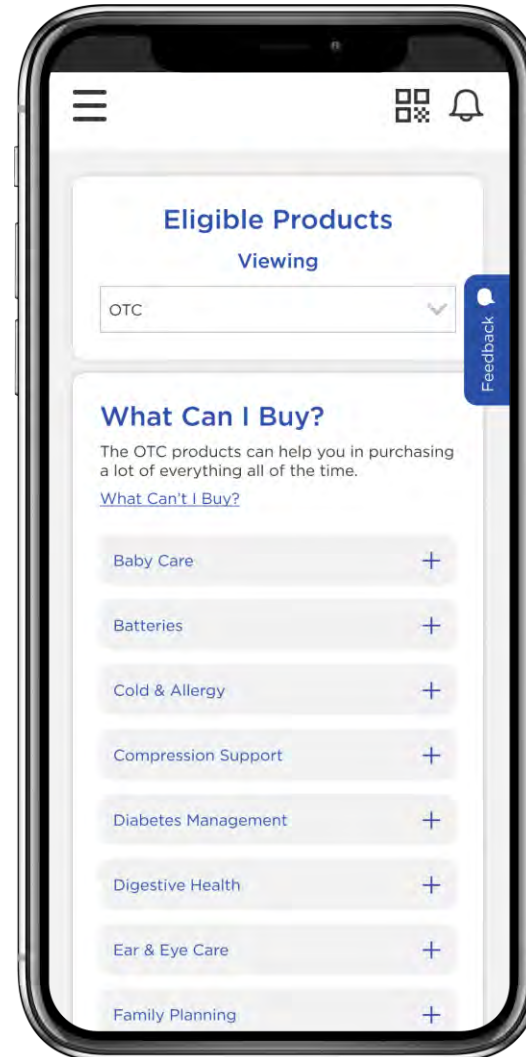 Eligible Products
Viewing
OTC
Feedback
What Can I Buy?
The OTC products can help you in purchasing
a lot of everything all of the time.
What Can't I Buy?
Baby Care
Batteries
Cold & Allergy
Compression Support
Diabetes Management
Digestive Health
Ear & Eye Care
Family Planning